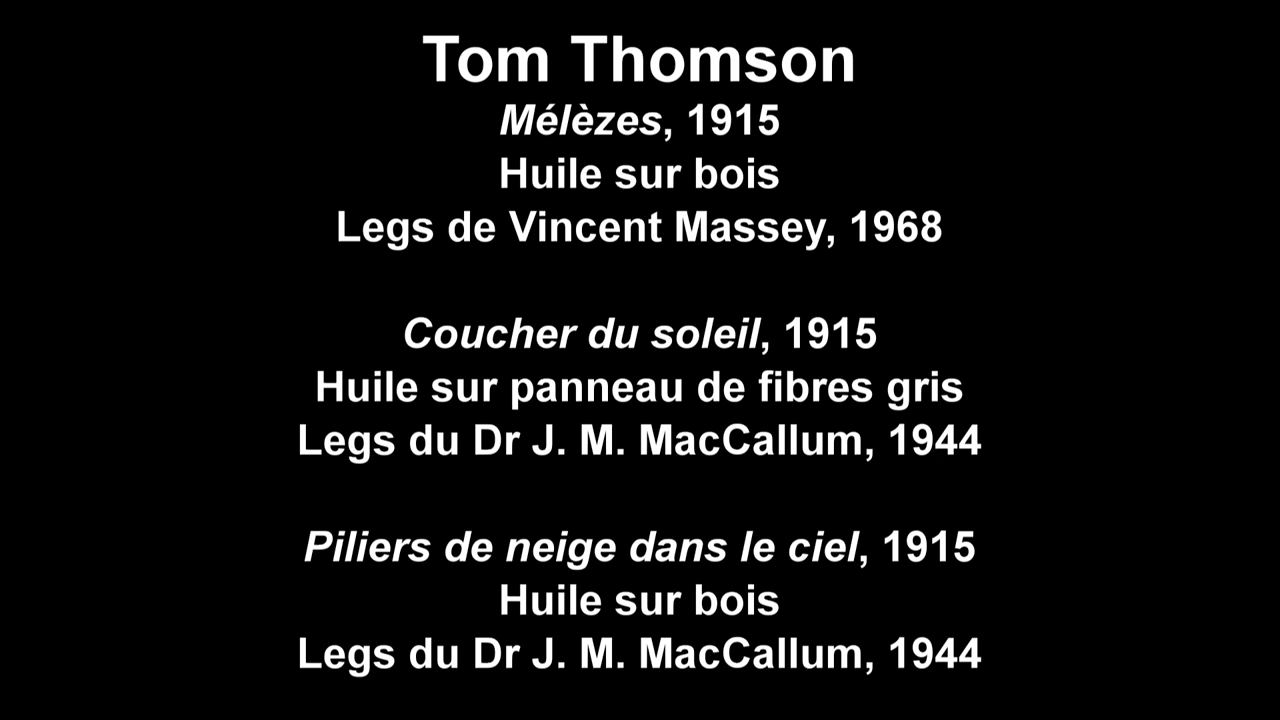 Tom Thomson
Mélèzes, 1915
Huile sur bois
Legs de Vincent Massey, 1968
Coucher du soleil, 1915
Huile sur panneau de fibres gris
Legs du Dr J. M. MacCallum, 1944
Piliers de neige dans le ciel, 1915
Huile sur bois
Legs du Dr J. M. MacCallum, 1944